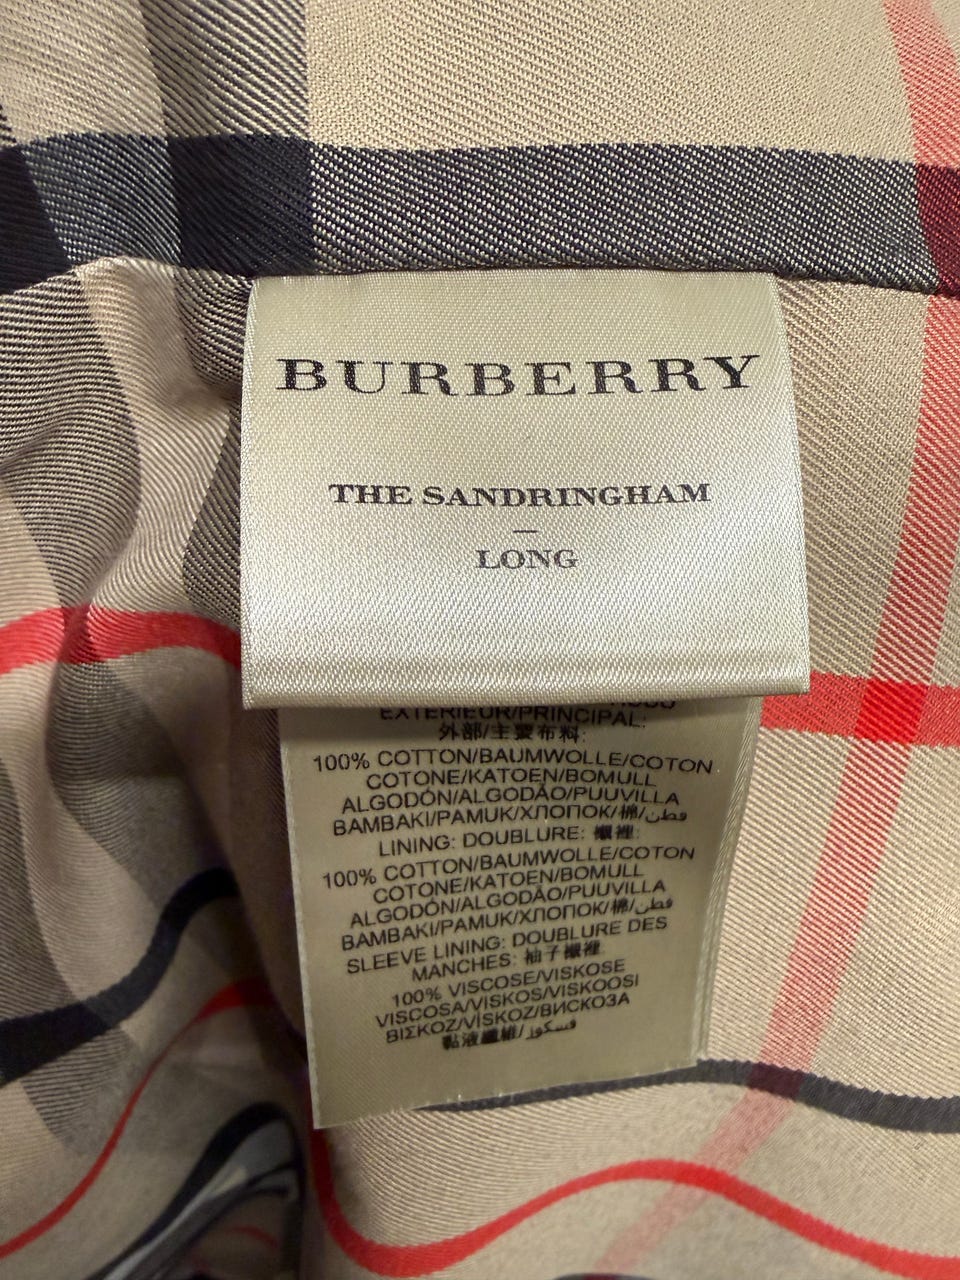 BURBERRY
THE SANDRINGHAM
–
LONG
EXTÉRIEUR/PRINCIPAL:
外部/主要布料:
100% COTTON/BAUMWOLLE/COTON
COTONE/KATOEN/BOMULL
ALGODÓN/ALGODÃO/PUUVILLA
BAMBAKI/PAMUK/ХЛОПОК/棉/قطن
LINING: DOUBLURE: 襯裡:
100% COTTON/BAUMWOLLE/COTON
COTONE/KATOEN/BOMULL
ALGODÓN/ALGODÃO/PUUVILLA
BAMBAKI/PAMUK/ХЛОПОК/棉/قطن
SLEEVE LINING: DOUBLURE DES
MANCHES: 袖子襯裡:
100% VISCOSE/VISKOSE
VISCOSA/VISKOS/VISKOOSI
ΒΙΣΚΟΖ/VİSKOZ/ВИСКОЗА
黏液纖維/فسكوز